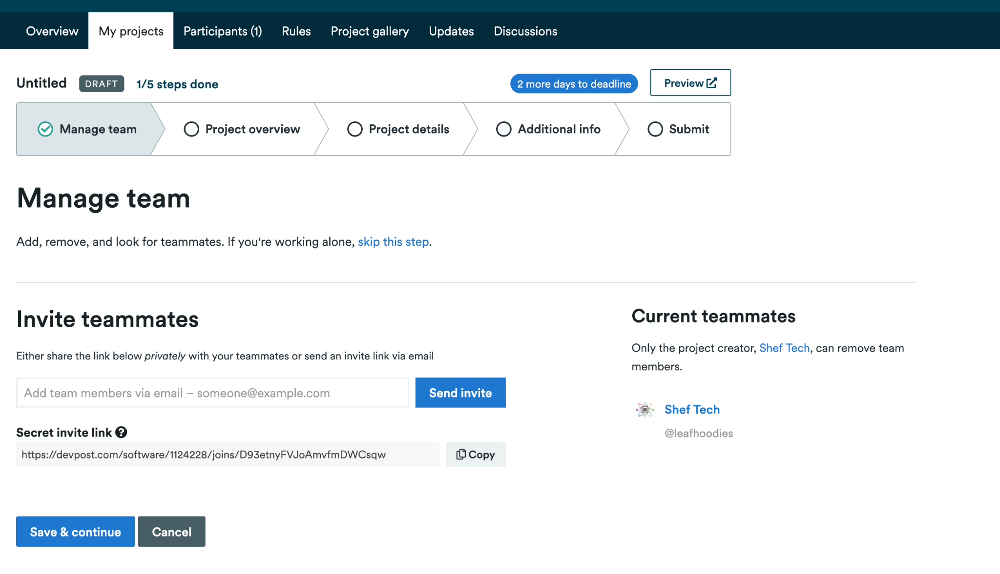 Overview My projects Participants (1) Rules Project gallery Updates Discussions
Untitled DRAFT 1/5 steps done 2 more days to deadline Preview
Manage team Project overview Project details Additional info Submit
Manage team
Add, remove, and look for teammates. If you're working alone, skip this step.
Invite teammates
Either share the link below privately with your teammates or send an invite link via email
Add team members via email – someone@example.com Send invite
Secret invite link ?
https://devpost.com/software/1124228/joins/D93etnyFVJoAmvfmDWCsqw Copy
Current teammates
Only the project creator, Shef Tech, can remove team
members.
Shef Tech
@leafhoodies
Save & continue Cancel